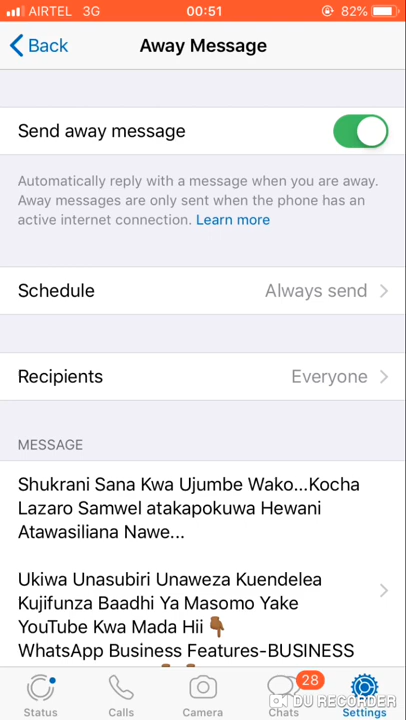 AIRTEL 3G 00:51 82%
Back Away Message
Send away message
Automatically reply with a message when you are away.
Away messages are only sent when the phone has an
active internet connection. Learn more
Schedule Always send
Recipients Everyone
MESSAGE
Shukrani Sana Kwa Ujumbe Wako...Kocha
Lazaro Samwel atakapokuwa Hewani
Atawasiliana Nawe...
Ukiwa Unasubiri Unaweza Kuendelea
Kujifunza Baadhi Ya Masomo Yake
YouTube Kwa Mada Hii 👇🏾
WhatsApp Business Features-BUSINESS
28
DU RECORDER
Status Calls Camera Chats Settings